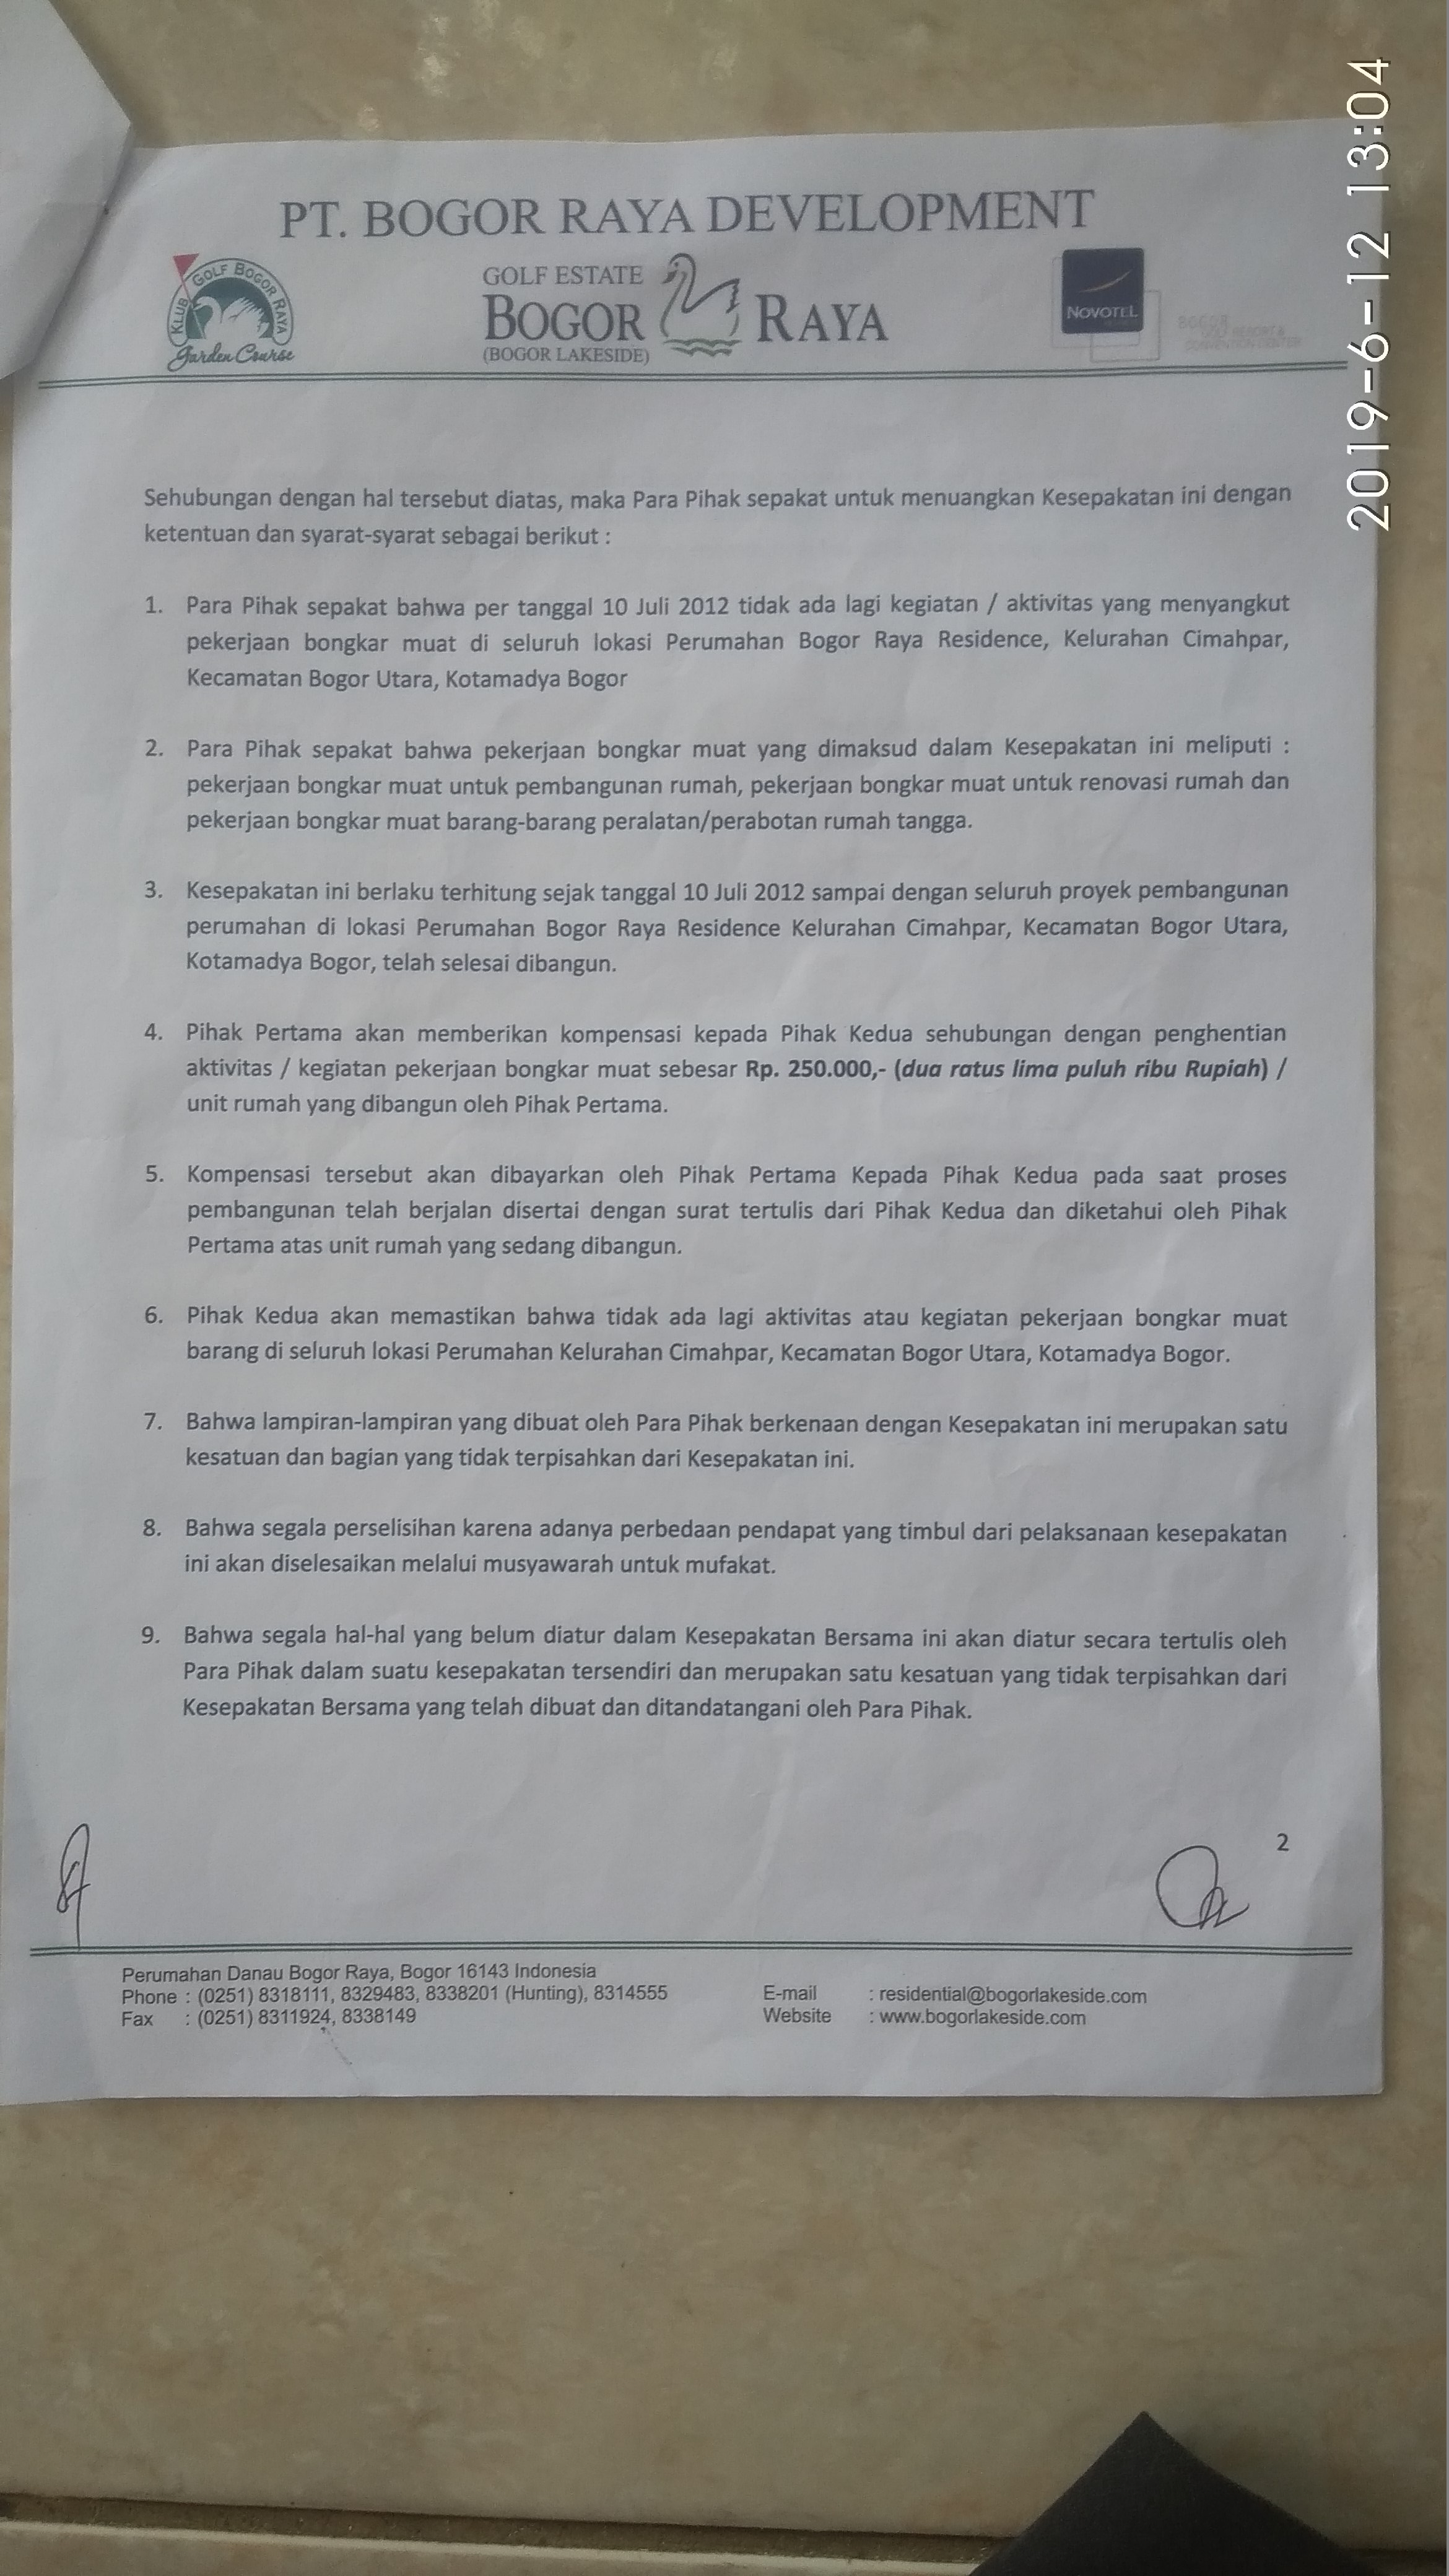 2019-6-12 13:04
PT. BOGOR RAYA DEVELOPMENT
KLUB GOLF BOGOR RAYA
Garden Course
GOLF ESTATE
BOGOR RAYA
(BOGOR LAKESIDE)
NOVOTEL
Sehubungan dengan hal tersebut diatas, maka Para Pihak sepakat untuk menuangkan Kesepakatan ini dengan
ketentuan dan syarat-syarat sebagai berikut :
1. Para Pihak sepakat bahwa per tanggal 10 Juli 2012 tidak ada lagi kegiatan / aktivitas yang menyangkut
pekerjaan bongkar muat di seluruh lokasi Perumahan Bogor Raya Residence, Kelurahan Cimahpar,
Kecamatan Bogor Utara, Kotamadya Bogor
2. Para Pihak sepakat bahwa pekerjaan bongkar muat yang dimaksud dalam Kesepakatan ini meliputi :
pekerjaan bongkar muat untuk pembangunan rumah, pekerjaan bongkar muat untuk renovasi rumah dan
pekerjaan bongkar muat barang-barang peralatan/perabotan rumah tangga.
3. Kesepakatan ini berlaku terhitung sejak tanggal 10 Juli 2012 sampai dengan seluruh proyek pembangunan
perumahan di lokasi Perumahan Bogor Raya Residence Kelurahan Cimahpar, Kecamatan Bogor Utara,
Kotamadya Bogor, telah selesai dibangun.
4. Pihak Pertama akan memberikan kompensasi kepada Pihak Kedua sehubungan dengan penghentian
aktivitas / kegiatan pekerjaan bongkar muat sebesar Rp. 250.000,- (dua ratus lima puluh ribu Rupiah) /
unit rumah yang dibangun oleh Pihak Pertama.
5. Kompensasi tersebut akan dibayarkan oleh Pihak Pertama Kepada Pihak Kedua pada saat proses
pembangunan telah berjalan disertai dengan surat tertulis dari Pihak Kedua dan diketahui oleh Pihak
Pertama atas unit rumah yang sedang dibangun.
6. Pihak Kedua akan memastikan bahwa tidak ada lagi aktivitas atau kegiatan pekerjaan bongkar muat
barang di seluruh lokasi Perumahan Kelurahan Cimahpar, Kecamatan Bogor Utara, Kotamadya Bogor.
7. Bahwa lampiran-lampiran yang dibuat oleh Para Pihak berkenaan dengan Kesepakatan ini merupakan satu
kesatuan dan bagian yang tidak terpisahkan dari Kesepakatan ini.
8. Bahwa segala perselisihan karena adanya perbedaan pendapat yang timbul dari pelaksanaan kesepakatan
ini akan diselesaikan melalui musyawarah untuk mufakat.
9. Bahwa segala hal-hal yang belum diatur dalam Kesepakatan Bersama ini akan diatur secara tertulis oleh
Para Pihak dalam suatu kesepakatan tersendiri dan merupakan satu kesatuan yang tidak terpisahkan dari
Kesepakatan Bersama yang telah dibuat dan ditandatangani oleh Para Pihak.
2
Perumahan Danau Bogor Raya, Bogor 16143 Indonesia
Phone : (0251) 8318111, 8329483, 8338201 (Hunting), 8314555
Fax : (0251) 8311924, 8338149
E-mail : residential@bogorlakeside.com
Website : www.bogorlakeside.com